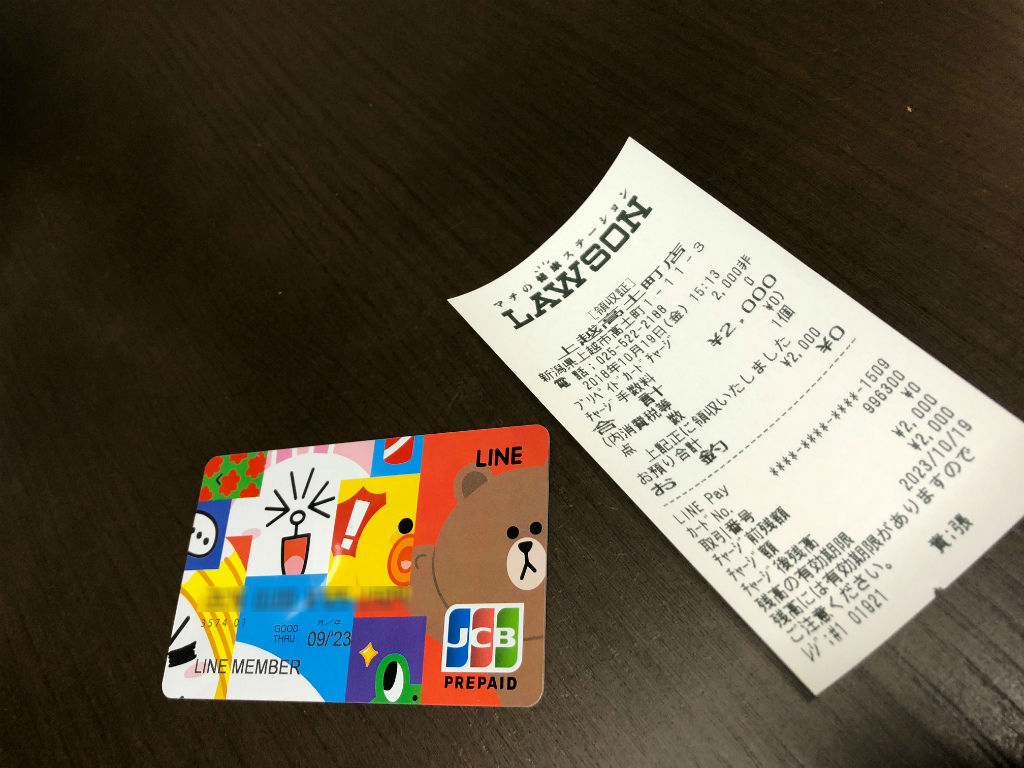 LINE
3574 01
GOOD
THRU
月/年
09/'23
LINE MEMBER
JCB
PREPAID
マチのほっとステーション
LAWSON
[領収証]
上越高土町店
新潟県上越市高土町1-1-3
電話:025-522-2188
2018年10月19日(金) 15:13
プリペイドカードチャージ 2,000非
チャージ手数料 0
合 計 ¥2,000
(内消費税等 ¥0)
点 数 1個
上記正に領収いたしました
お預り合計 ¥2,000
お 釣 ¥0
LINE Pay
カードNo. ****-****-****-1509
取引番号 996300
チャージ前残額 ¥0
チャージ額 ¥2,000
チャージ後残高 ¥2,000
残高の有効期限 2023/10/19
残高には有効期限がありますので
ご注意ください。
レジ:#1 01921 責:張